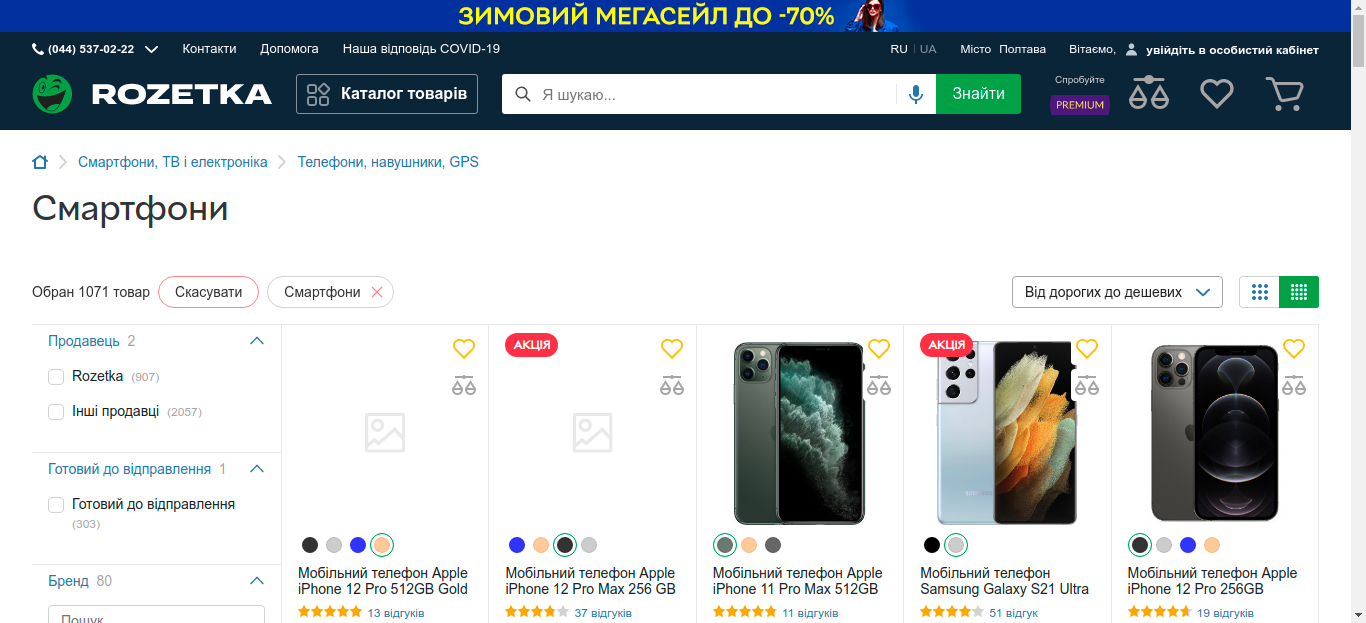 ЗИМОВИЙ МЕГАСЕЙЛ ДО -70%
(044) 537-02-22 Контакти Допомога Наша відповідь COVID-19 RU UA Місто Полтава Вітаємо, увійдіть в особистий кабінет
ROZETKA Каталог товарів Я шукаю... Знайти Спробуйте
PREMIUM
Смартфони, ТВ і електроніка Телефони, навушники, GPS
Смартфони
Обран 1071 товар Скасувати Смартфони Від дорогих до дешевих
Продавець 2
Rozetka (907)
Інші продавці (2057)
Готовий до відправлення 1
Готовий до відправлення
(303)
Бренд 80
Пошук
Мобільний телефон Apple
iPhone 12 Pro 512GB Gold
13 відгуків
АКЦІЯ
Мобільний телефон Apple
iPhone 12 Pro Max 256 GB
37 відгуків
Мобільний телефон Apple
iPhone 11 Pro Max 512GB
11 відгуків
АКЦІЯ
Мобільний телефон
Samsung Galaxy S21 Ultra
51 відгук
Мобільний телефон Apple
iPhone 12 Pro 256GB
19 відгуків